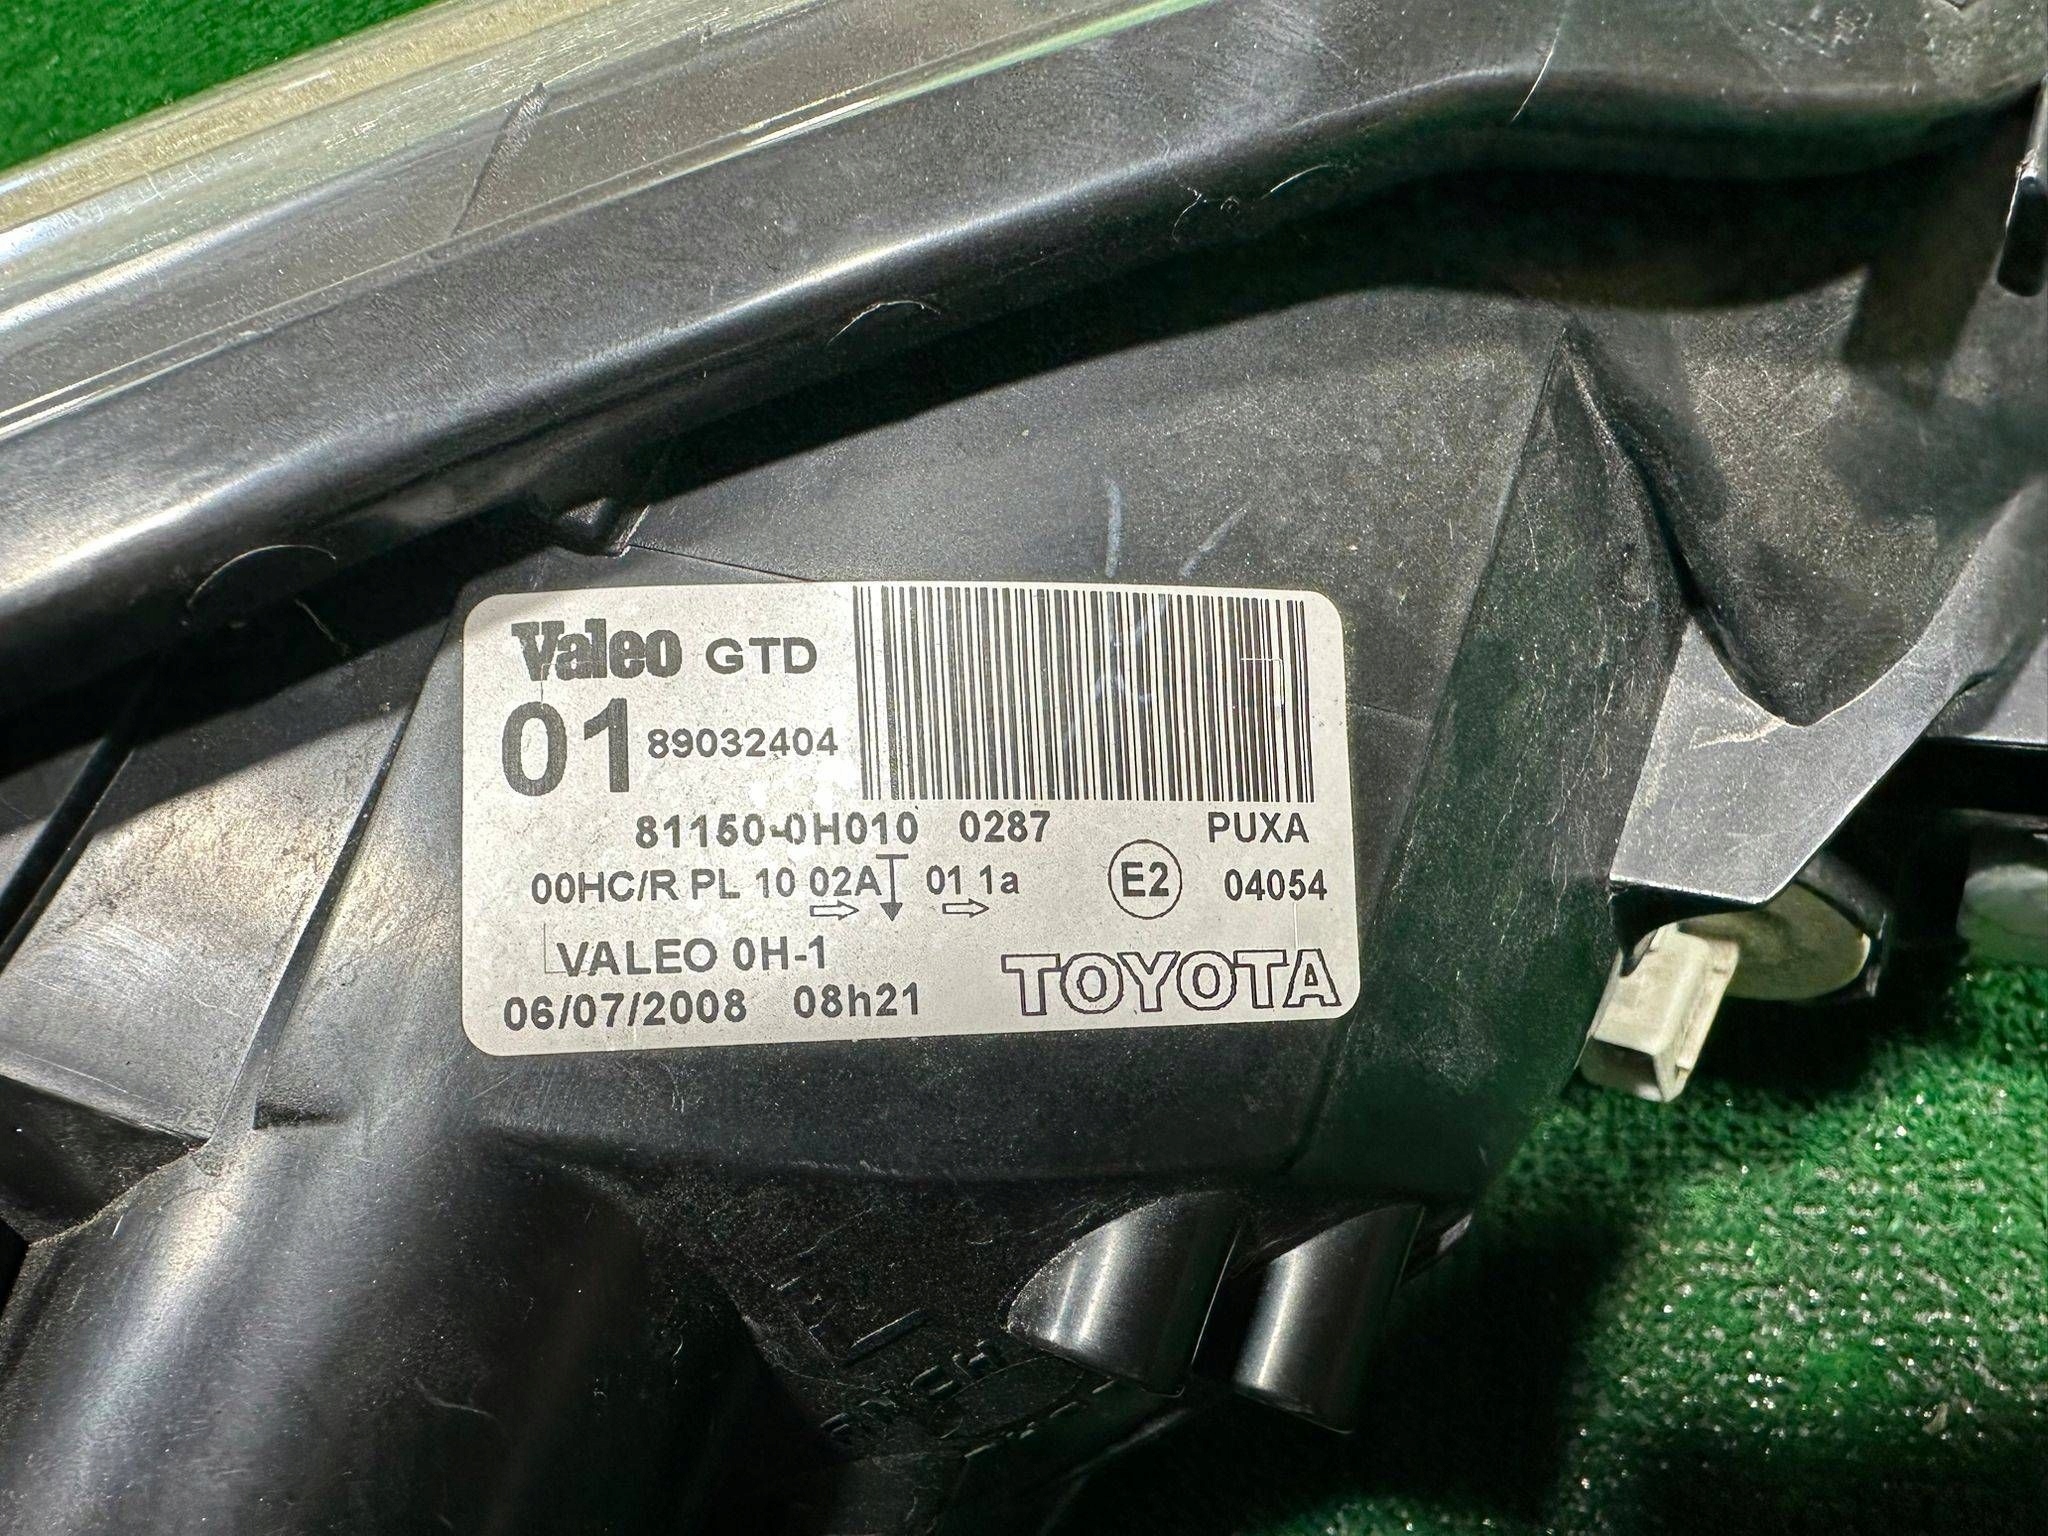 Valeo GTD
01 89032404
81150-0H010 0287 PUXA
00HC/R PL 10 02A 01 1a E2 04054
VALEO 0H-1
06/07/2008 08h21 TOYOTA